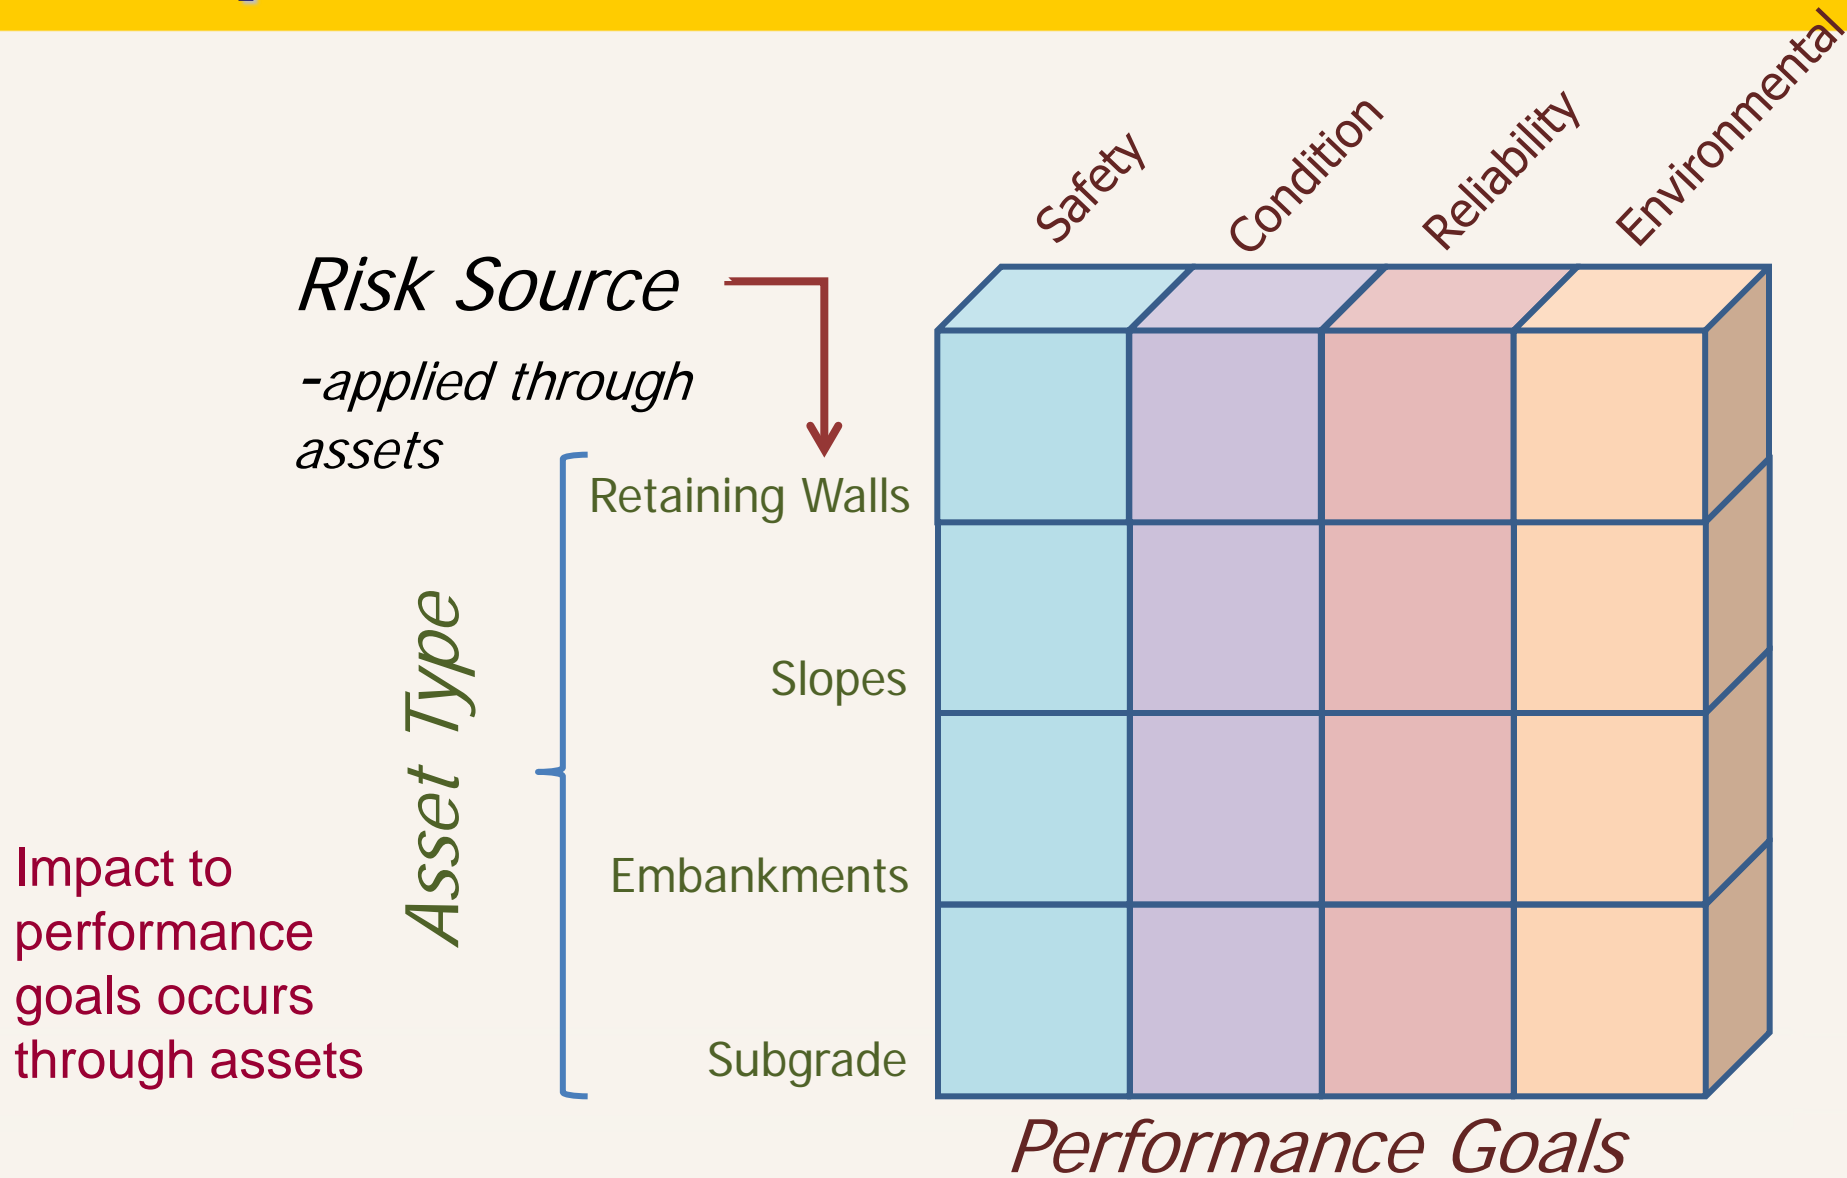 Safety
Condition
Reliability
Environmental
Risk Source
-applied through
assets
Retaining Walls
Slopes
Embankments
Subgrade
Asset Type
Impact to
performance
goals occurs
through assets
Performance Goals